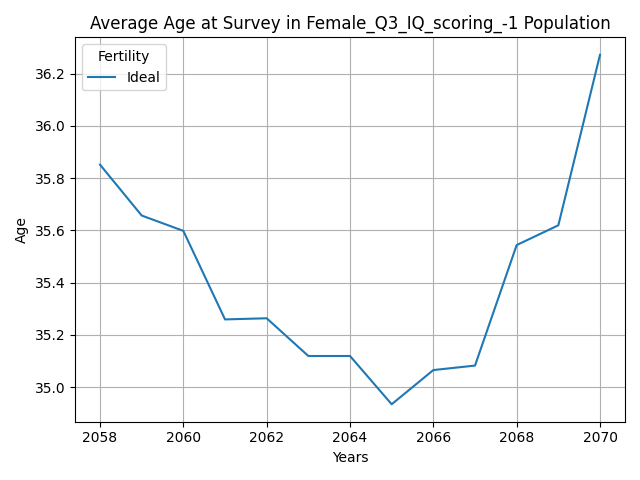 Average Age at Survey in Female_Q3_IQ_scoring_-1 Population
Fertility
Ideal
36.2
36.0
35.8
35.6
35.4
35.2
35.0
Age
2058 2060 2062 2064 2066 2068 2070
Years